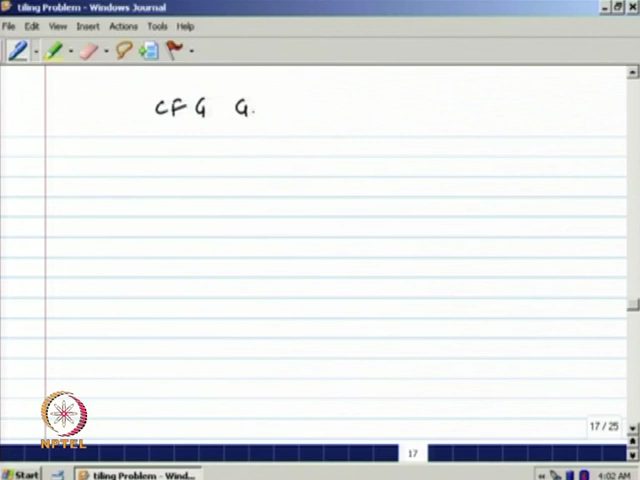 tiling Problem - Windows Journal
File Edit View Insert Actions Tools Help
CFG G.
NPTEL
17 / 25
17
Start tiling Problem - Wind... 4:02 AM